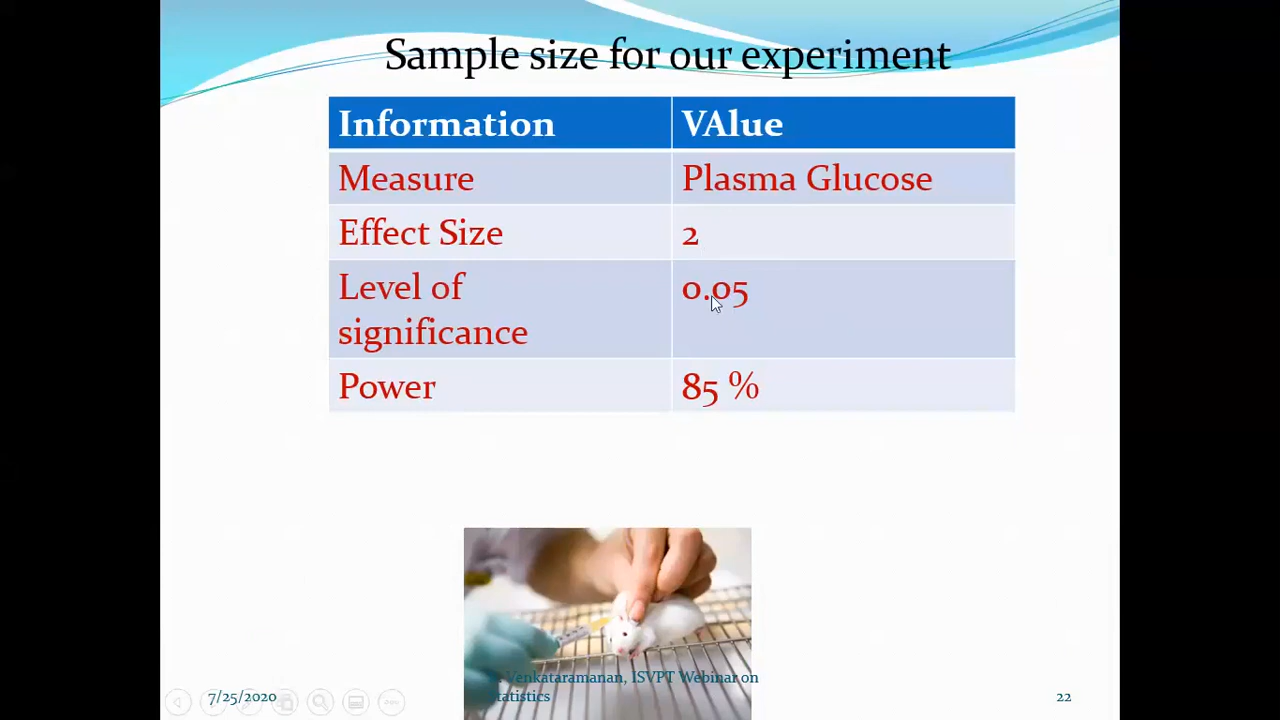 Sample size for our experiment
Information VAlue
Measure Plasma Glucose
Effect Size 2
Level of 0.05
significance
Power 85 %
Venkataramanan, ISVPT Webinar on
7/25/2020 Statistics 22